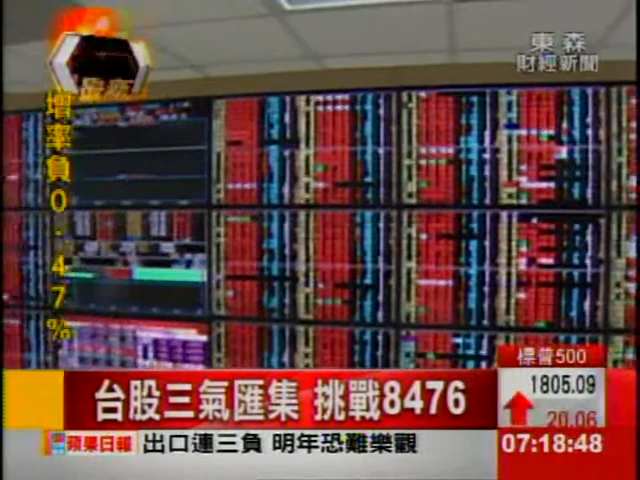 東森
財經新聞
增率負0.47%
台股三氣匯集 挑戰8476
標普500
1805.09
20.06
蘋果日報 出口連三負 明年恐難樂觀
07:18:48